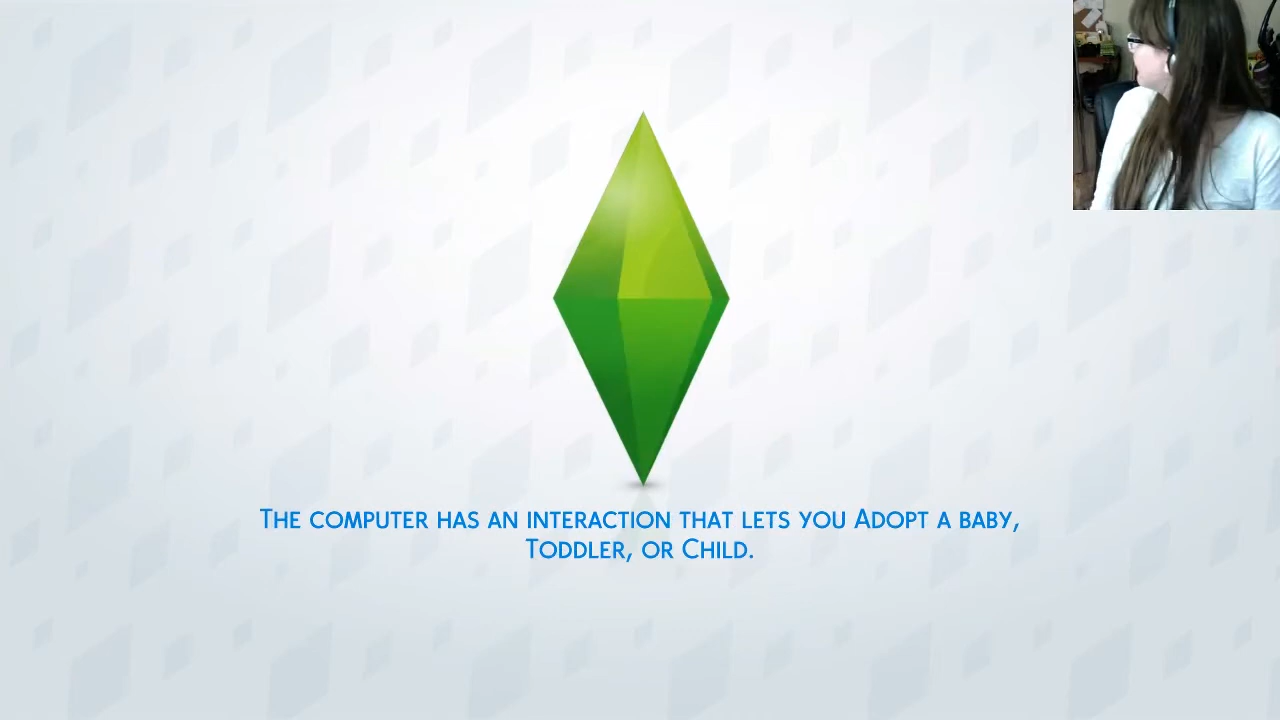 The computer has an interaction that lets you Adopt a baby,
Toddler, or Child.